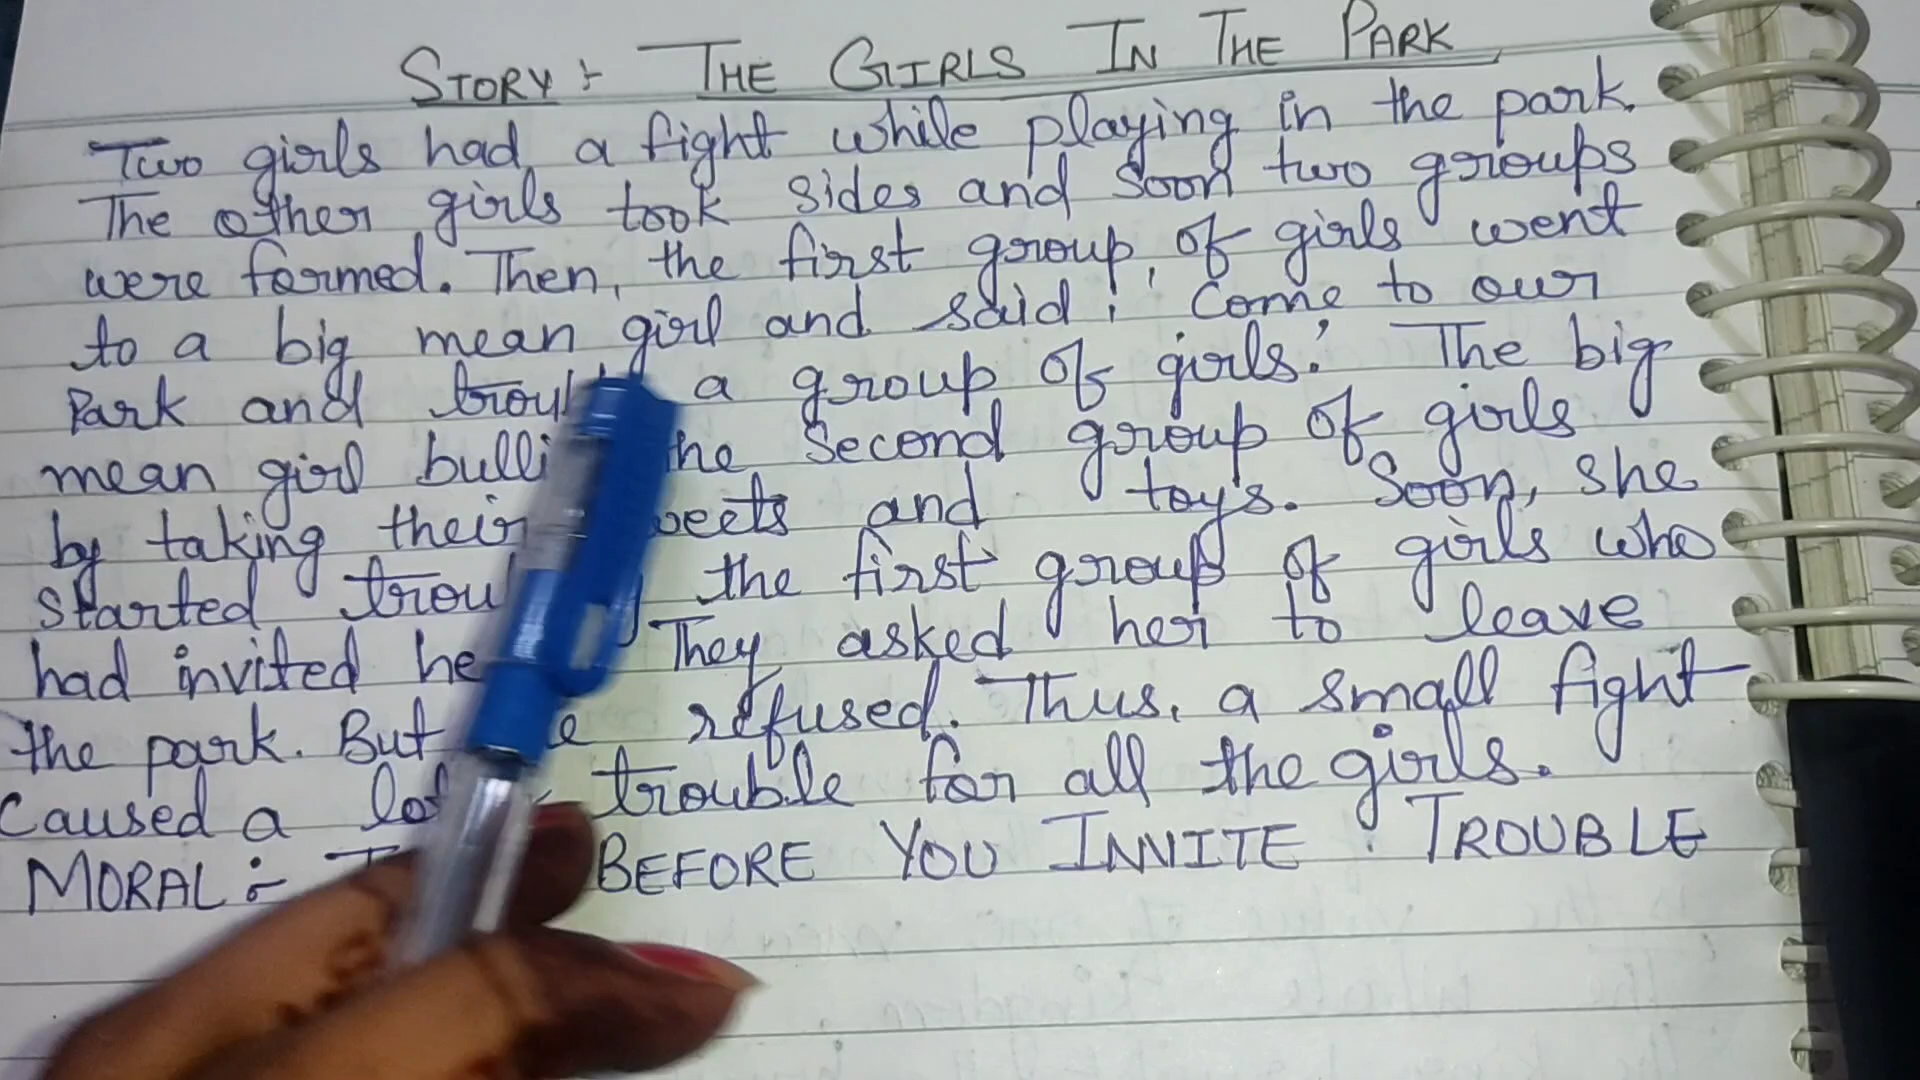 STORY :- THE GIRLS IN THE PARK
Two girls had a fight while playing in the park.
The other girls took sides and soon two groups
were formed. Then, the first group of girls went
to a big mean girl and said: 'Come to our
Park and a group of girls.' The big
mean girl the second group of girls
by taking their and toys. Soon, she
started the first group of girls who
had invited They asked her to leave
the park. But refused. Thus, a small fight
caused a trouble for all the girls.
MORAL :- BEFORE YOU INVITE TROUBLE